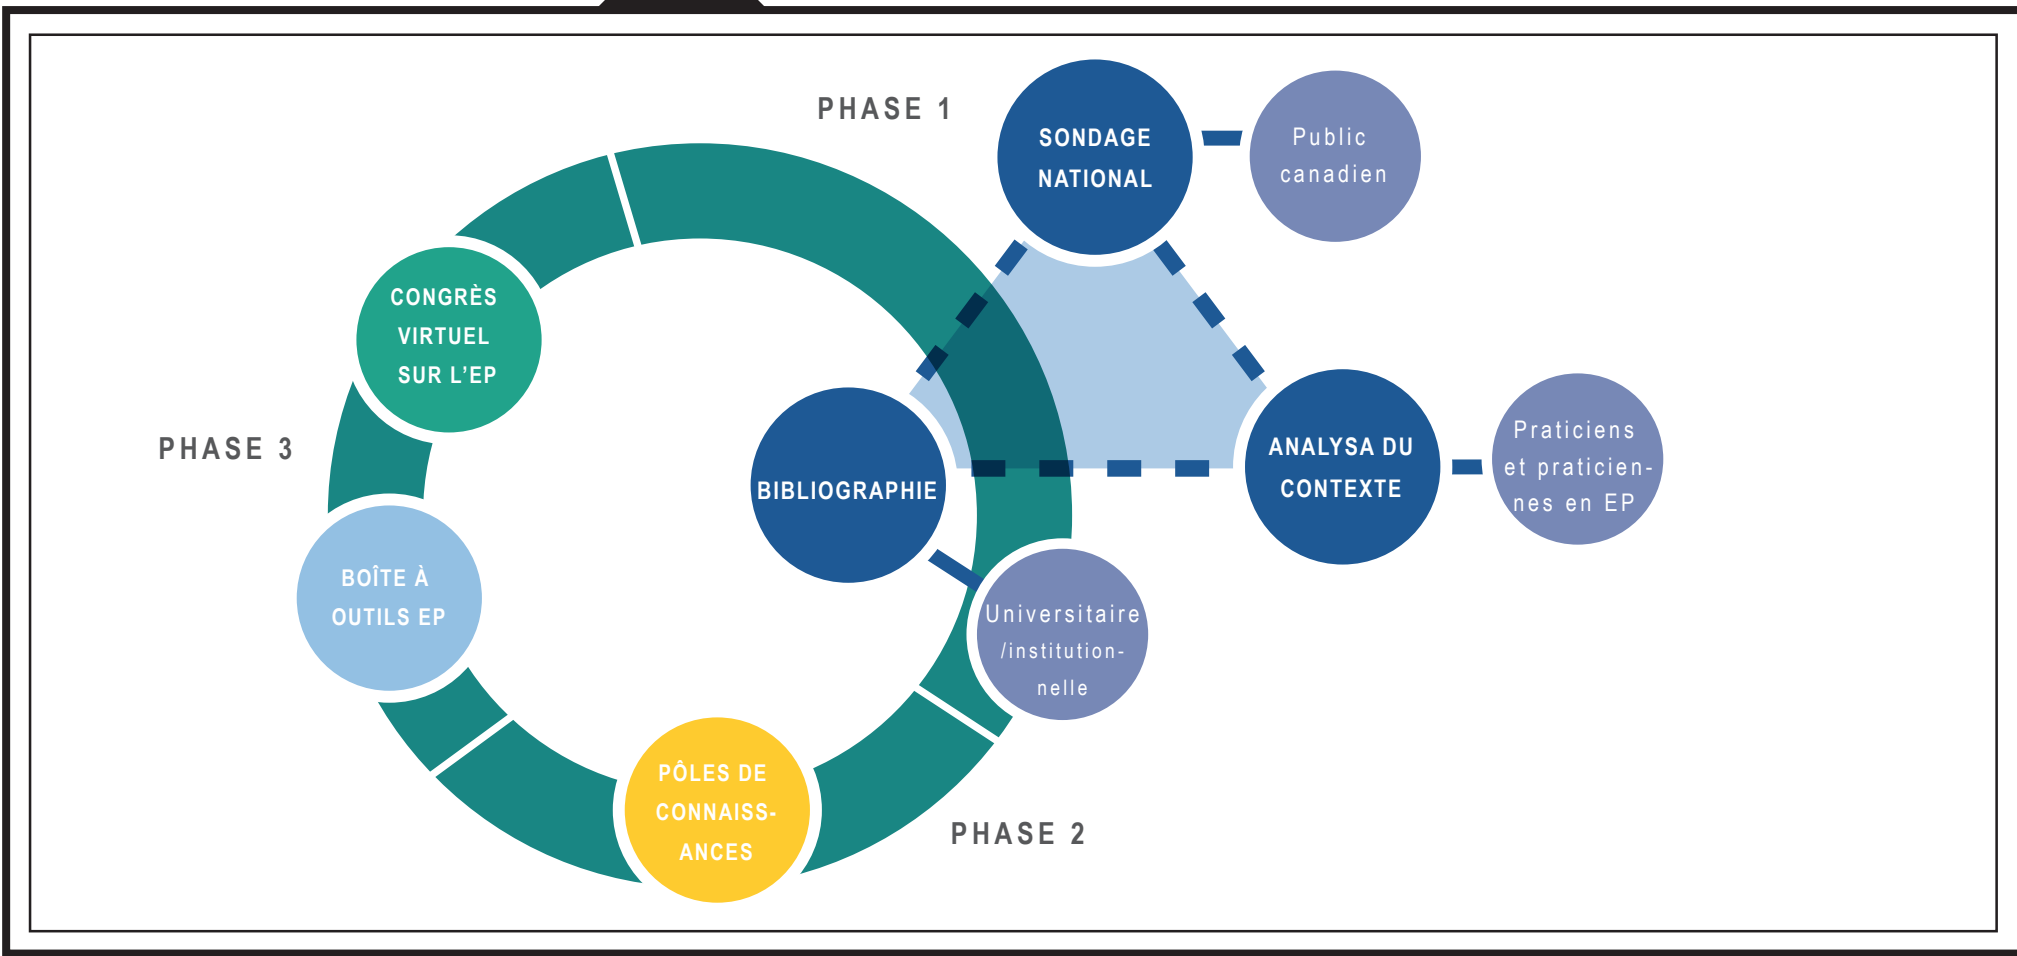 PHASE 1
SONDAGE
NATIONAL
Public
canadien
CONGRÈS
VIRTUEL
SUR L'EP
PHASE 3
BIBLIOGRAPHIE
ANALYSA DU
CONTEXTE
Praticiens
et praticien-
nes en EP
BOÎTE À
OUTILS EP
Universitaire
/institution-
nelle
PÔLES DE
CONNAISS-
ANCES
PHASE 2